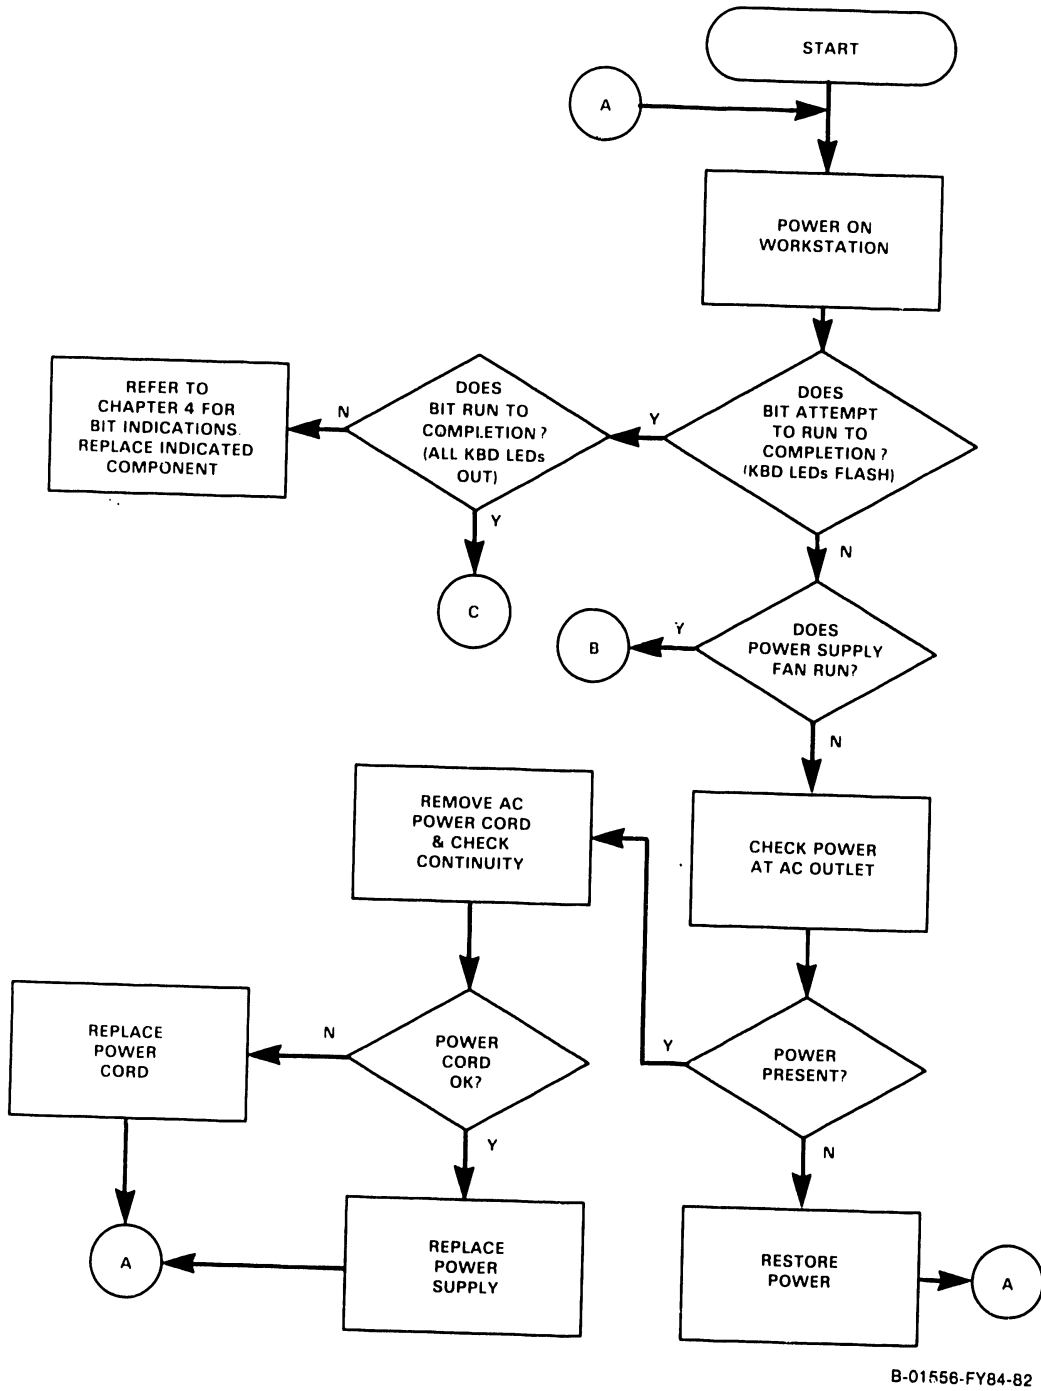 START
A
POWER ON
WORKSTATION
REFER TO
CHAPTER 4 FOR
BIT INDICATIONS.
REPLACE INDICATED
COMPONENT
N
DOES
BIT RUN TO
COMPLETION?
(ALL KBD LEDs
OUT)
Y
DOES
BIT ATTEMPT
TO RUN TO
COMPLETION?
(KBD LEDs FLASH)
Y
N
C
B
Y
DOES
POWER SUPPLY
FAN RUN?
N
REMOVE AC
POWER CORD
& CHECK
CONTINUITY
CHECK POWER
AT AC OUTLET
REPLACE
POWER
CORD
N
POWER
CORD
OK?
Y
POWER
PRESENT?
Y
N
A
REPLACE
POWER
SUPPLY
RESTORE
POWER
A
B-01556-FY84-82